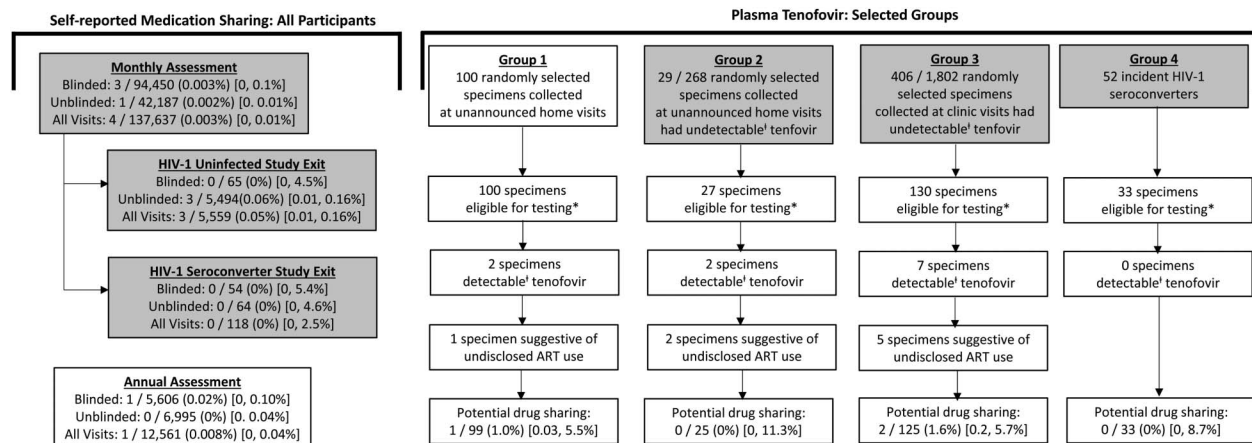 Self-reported Medication Sharing: All Participants
Monthly Assessment
Blinded: 3 / 94,450 (0.003%) [0, 0.1%]
Unblinded: 1 / 42,187 (0.002%) [0. 0.01%]
All Visits: 4 / 137,637 (0.003%) [0, 0.01%]
HIV-1 Uninfected Study Exit
Blinded: 0 / 65 (0%) [0, 4.5%]
Unblinded: 3 / 5,494(0.06%) [0.01, 0.16%]
All Visits: 3 / 5,559 (0.05%) [0.01, 0.16%]
HIV-1 Seroconverter Study Exit
Blinded: 0 / 54 (0%) [0, 5.4%]
Unblinded: 0 / 64 (0%) [0, 4.6%]
All Visits: 0 / 118 (0%) [0, 2.5%]
Annual Assessment
Blinded: 1 / 5,606 (0.02%) [0, 0.10%]
Unblinded: 0 / 6,995 (0%) [0. 0.04%]
All Visits: 1 / 12,561 (0.008%) [0, 0.04%]
Plasma Tenofovir: Selected Groups
Group 1
100 randomly selected
specimens collected
at unannounced home visits
100 specimens
eligible for testing*
2 specimens
detectableƚ tenofovir
1 specimen suggestive of
undisclosed ART use
Potential drug sharing:
1 / 99 (1.0%) [0.03, 5.5%]
Group 2
29 / 268 randomly selected
specimens collected
at unannounced home visits
had undetectableƚ tenfovir
27 specimens
eligible for testing*
2 specimens
detectableƚ tenofovir
2 specimens suggestive of
undisclosed ART use
Potential drug sharing:
0 / 25 (0%) [0, 11.3%]
Group 3
406 / 1,802 randomly
selected specimens
collected at clinic visits had
undetectableƚ tenfovir
130 specimens
eligible for testing*
7 specimens
detectableƚ tenofovir
5 specimens suggestive of
undisclosed ART use
Potential drug sharing:
2 / 125 (1.6%) [0.2, 5.7%]
Group 4
52 incident HIV-1
seroconverters
33 specimens
eligible for testing*
0 specimens
detectableƚ tenofovir
Potential drug sharing:
0 / 33 (0%) [0, 8.7%]